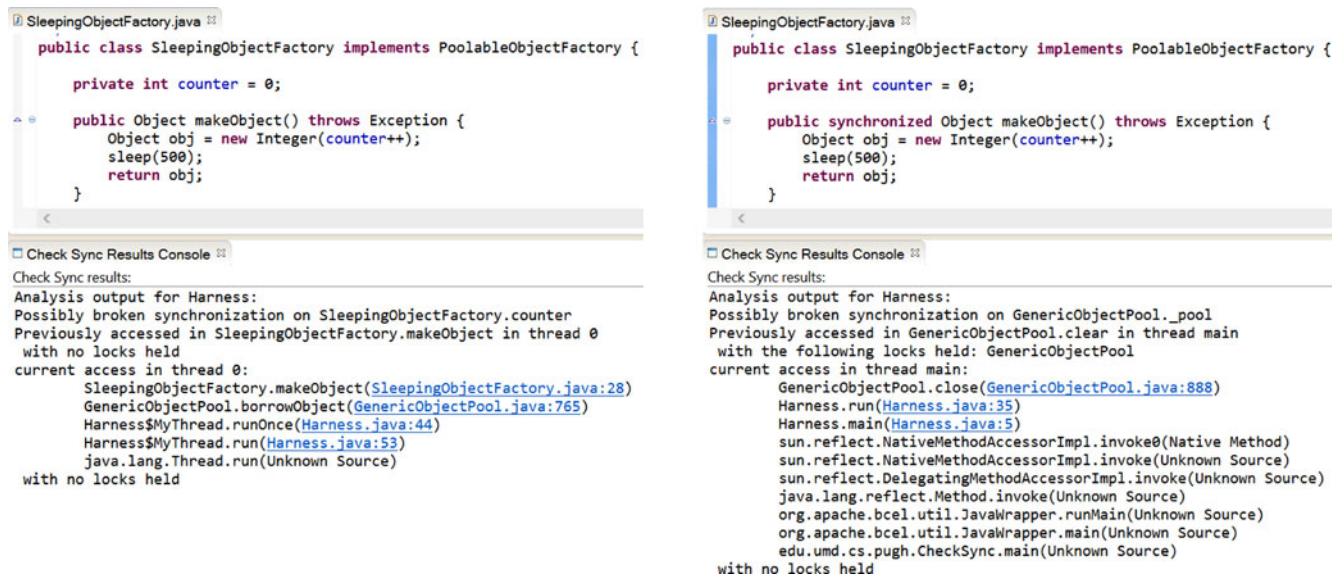 SleepingObjectFactory.java
public class SleepingObjectFactory implements PoolableObjectFactory {
private int counter = 0;
public Object makeObject() throws Exception {
Object obj = new Integer(counter++);
sleep(500);
return obj;
}
Check Sync Results Console
Check Sync results:
Analysis output for Harness:
Possibly broken synchronization on SleepingObjectFactory.counter
Previously accessed in SleepingObjectFactory.makeObject in thread 0
with no locks held
current access in thread 0:
SleepingObjectFactory.makeObject(SleepingObjectFactory.java:28)
GenericObjectPool.borrowObject(GenericObjectPool.java:765)
Harness$MyThread.runOnce(Harness.java:44)
Harness$MyThread.run(Harness.java:53)
java.lang.Thread.run(Unknown Source)
with no locks held
SleepingObjectFactory.java
public class SleepingObjectFactory implements PoolableObjectFactory {
private int counter = 0;
public synchronized Object makeObject() throws Exception {
Object obj = new Integer(counter++);
sleep(500);
return obj;
}
Check Sync Results Console
Check Sync results:
Analysis output for Harness:
Possibly broken synchronization on GenericObjectPool._pool
Previously accessed in GenericObjectPool.clear in thread main
with the following locks held: GenericObjectPool
current access in thread main:
GenericObjectPool.close(GenericObjectPool.java:888)
Harness.run(Harness.java:35)
Harness.main(Harness.java:5)
sun.reflect.NativeMethodAccessorImpl.invoke0(Native Method)
sun.reflect.NativeMethodAccessorImpl.invoke(Unknown Source)
sun.reflect.DelegatingMethodAccessorImpl.invoke(Unknown Source)
java.lang.reflect.Method.invoke(Unknown Source)
org.apache.bcel.util.JavaWrapper.runMain(Unknown Source)
org.apache.bcel.util.JavaWrapper.main(Unknown Source)
edu.umd.cs.pugh.CheckSync.main(Unknown Source)
with no locks held